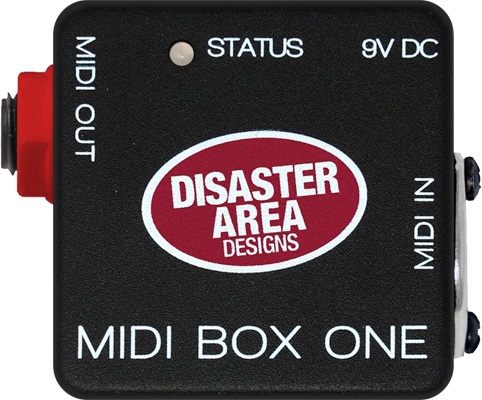 STATUS
9V DC
MIDI OUT
DISASTER
AREA
DESIGNS
MIDI IN
MIDI BOX ONE